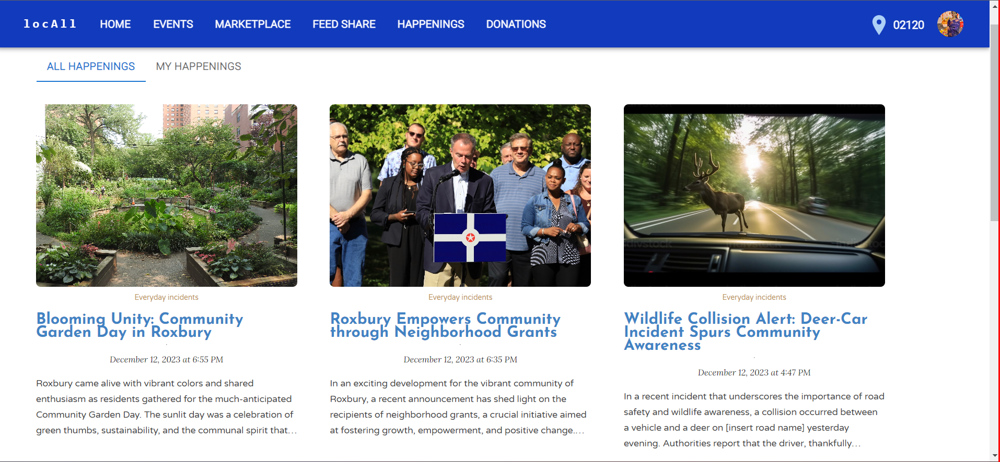 locAll HOME EVENTS MARKETPLACE FEED SHARE HAPPENINGS DONATIONS 02120
ALL HAPPENINGS MY HAPPENINGS
Everyday incidents
Blooming Unity: Community
Garden Day in Roxbury
December 12, 2023 at 6:55 PM
Roxbury came alive with vibrant colors and shared
enthusiasm as residents gathered for the much-anticipated
Community Garden Day. The sunlit day was a celebration of
green thumbs, sustainability, and the communal spirit that...
Everyday incidents
Roxbury Empowers Community
through Neighborhood Grants
December 12, 2023 at 6:35 PM
In an exciting development for the vibrant community of
Roxbury, a recent announcement has shed light on the
recipients of neighborhood grants, a crucial initiative aimed
at fostering growth, empowerment, and positive change....
indivstock
Everyday incidents
Wildlife Collision Alert: Deer-Car
Incident Spurs Community
Awareness
December 12, 2023 at 4:47 PM
In a recent incident that underscores the importance of road
safety and wildlife awareness, a collision occurred between
a vehicle and a deer on [insert road name] yesterday
evening. Authorities report that the driver, thankfully...